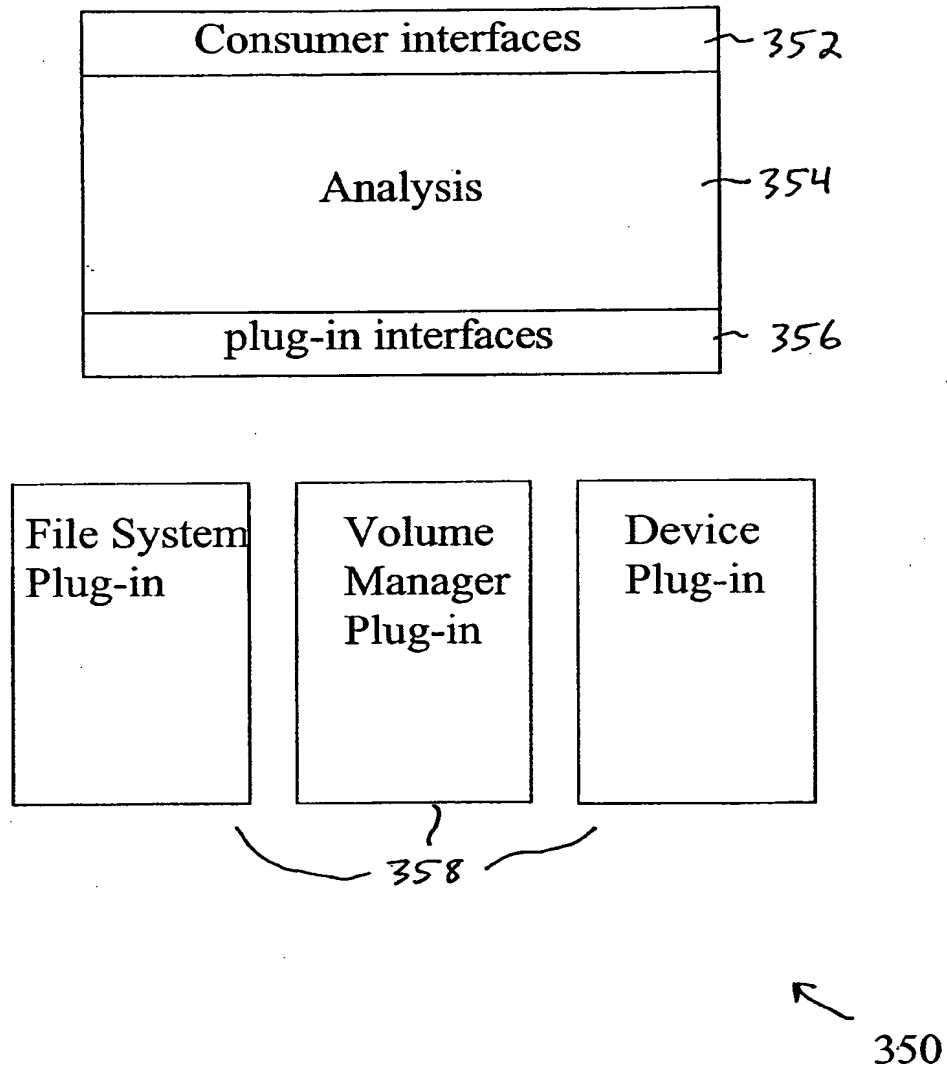 Consumer interfaces 352
Analysis 354
plug-in interfaces 356
File System
Plug-in
Volume
Manager
Plug-in
Device
Plug-in
358
350